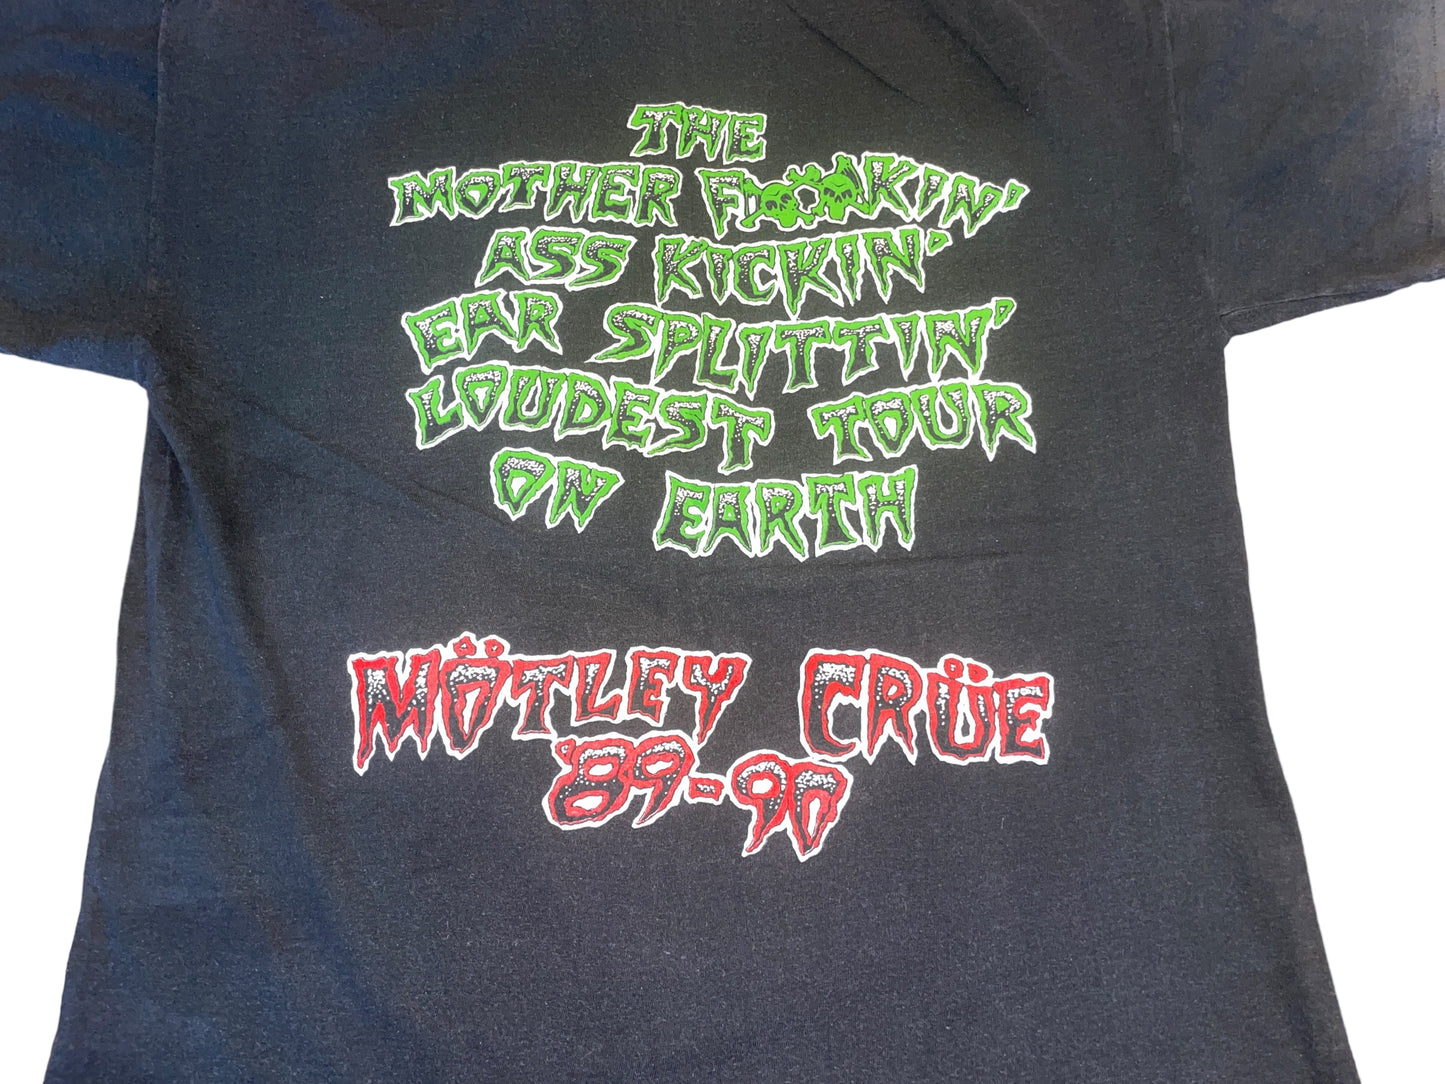 THE
MOTHER F☠☠KIN'
ASS KICKIN'
EAR SPLITTIN'
LOUDEST TOUR
ON EARTH
MÖTLEY CRÜE
'89-90